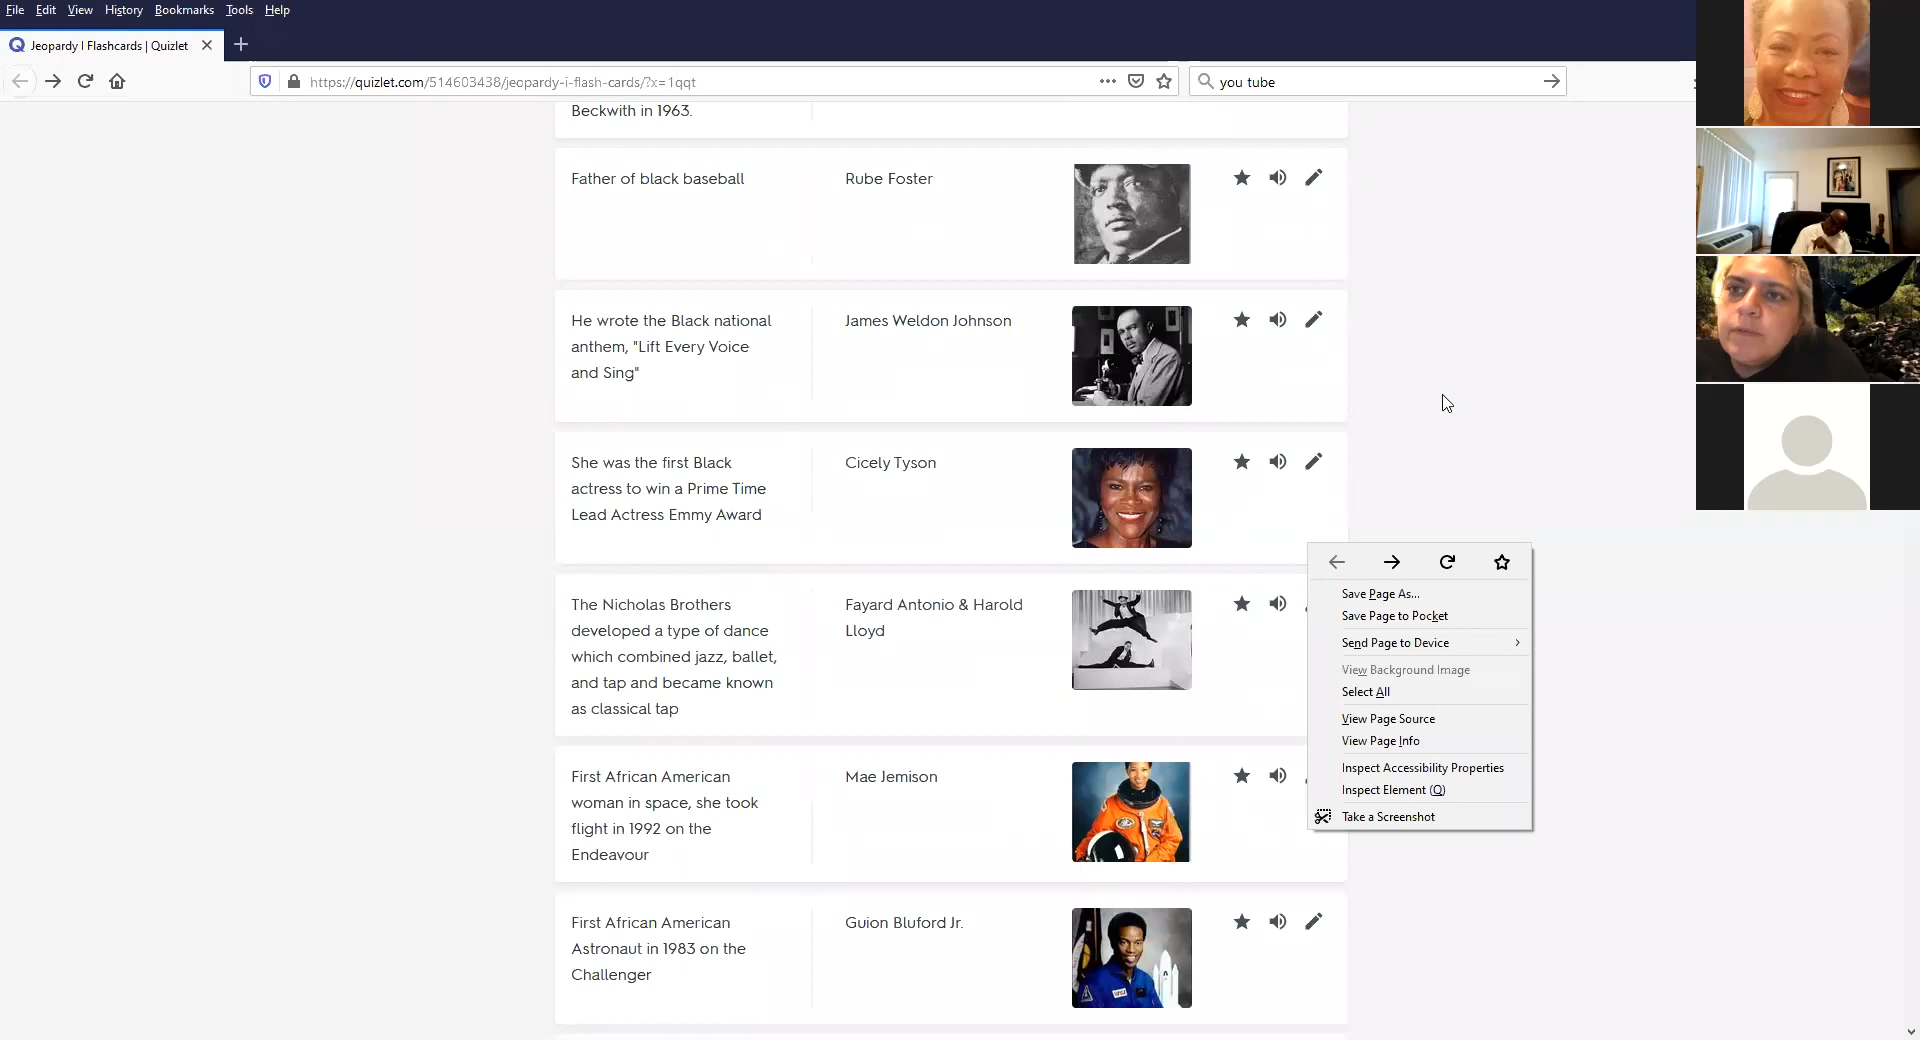 File Edit View History Bookmarks Tools Help
Jeopardy I Flashcards | Quizlet
https://quizlet.com/514603438/jeopardy-i-flash-cards/?x=1qqt
you tube
Beckwith in 1963.
Father of black baseball
Rube Foster
He wrote the Black national
anthem, "Lift Every Voice
and Sing"
James Weldon Johnson
She was the first Black
actress to win a Prime Time
Lead Actress Emmy Award
Cicely Tyson
The Nicholas Brothers
developed a type of dance
which combined jazz, ballet,
and tap and became known
as classical tap
Fayard Antonio & Harold
Lloyd
First African American
woman in space, she took
flight in 1992 on the
Endeavour
Mae Jemison
First African American
Astronaut in 1983 on the
Challenger
Guion Bluford Jr.
Save Page As...
Save Page to Pocket
Send Page to Device
View Background Image
Select All
View Page Source
View Page Info
Inspect Accessibility Properties
Inspect Element (Q)
Take a Screenshot